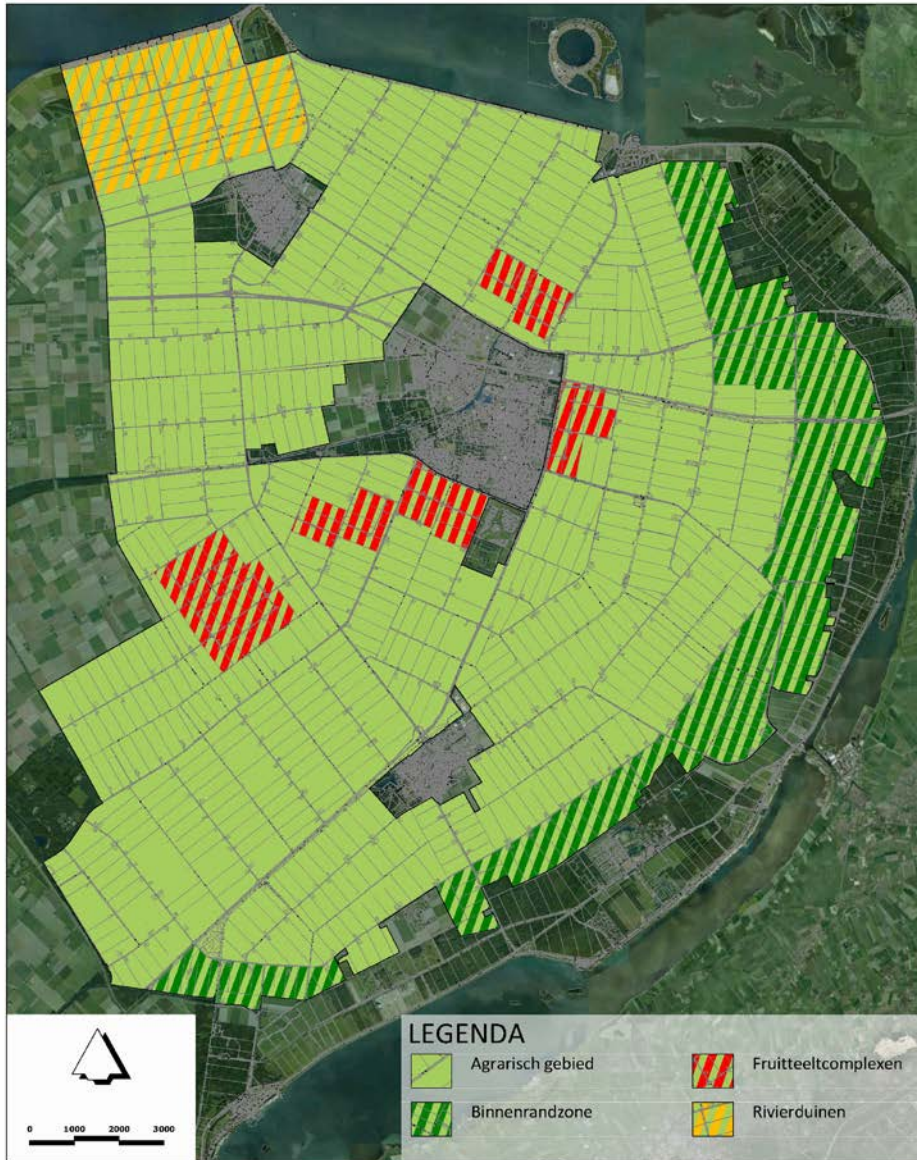 0 1000 2000 3000
LEGENDA
Agrarisch gebied
Fruitteeltcomplexen
Binnenrandzone
Rivierduinen